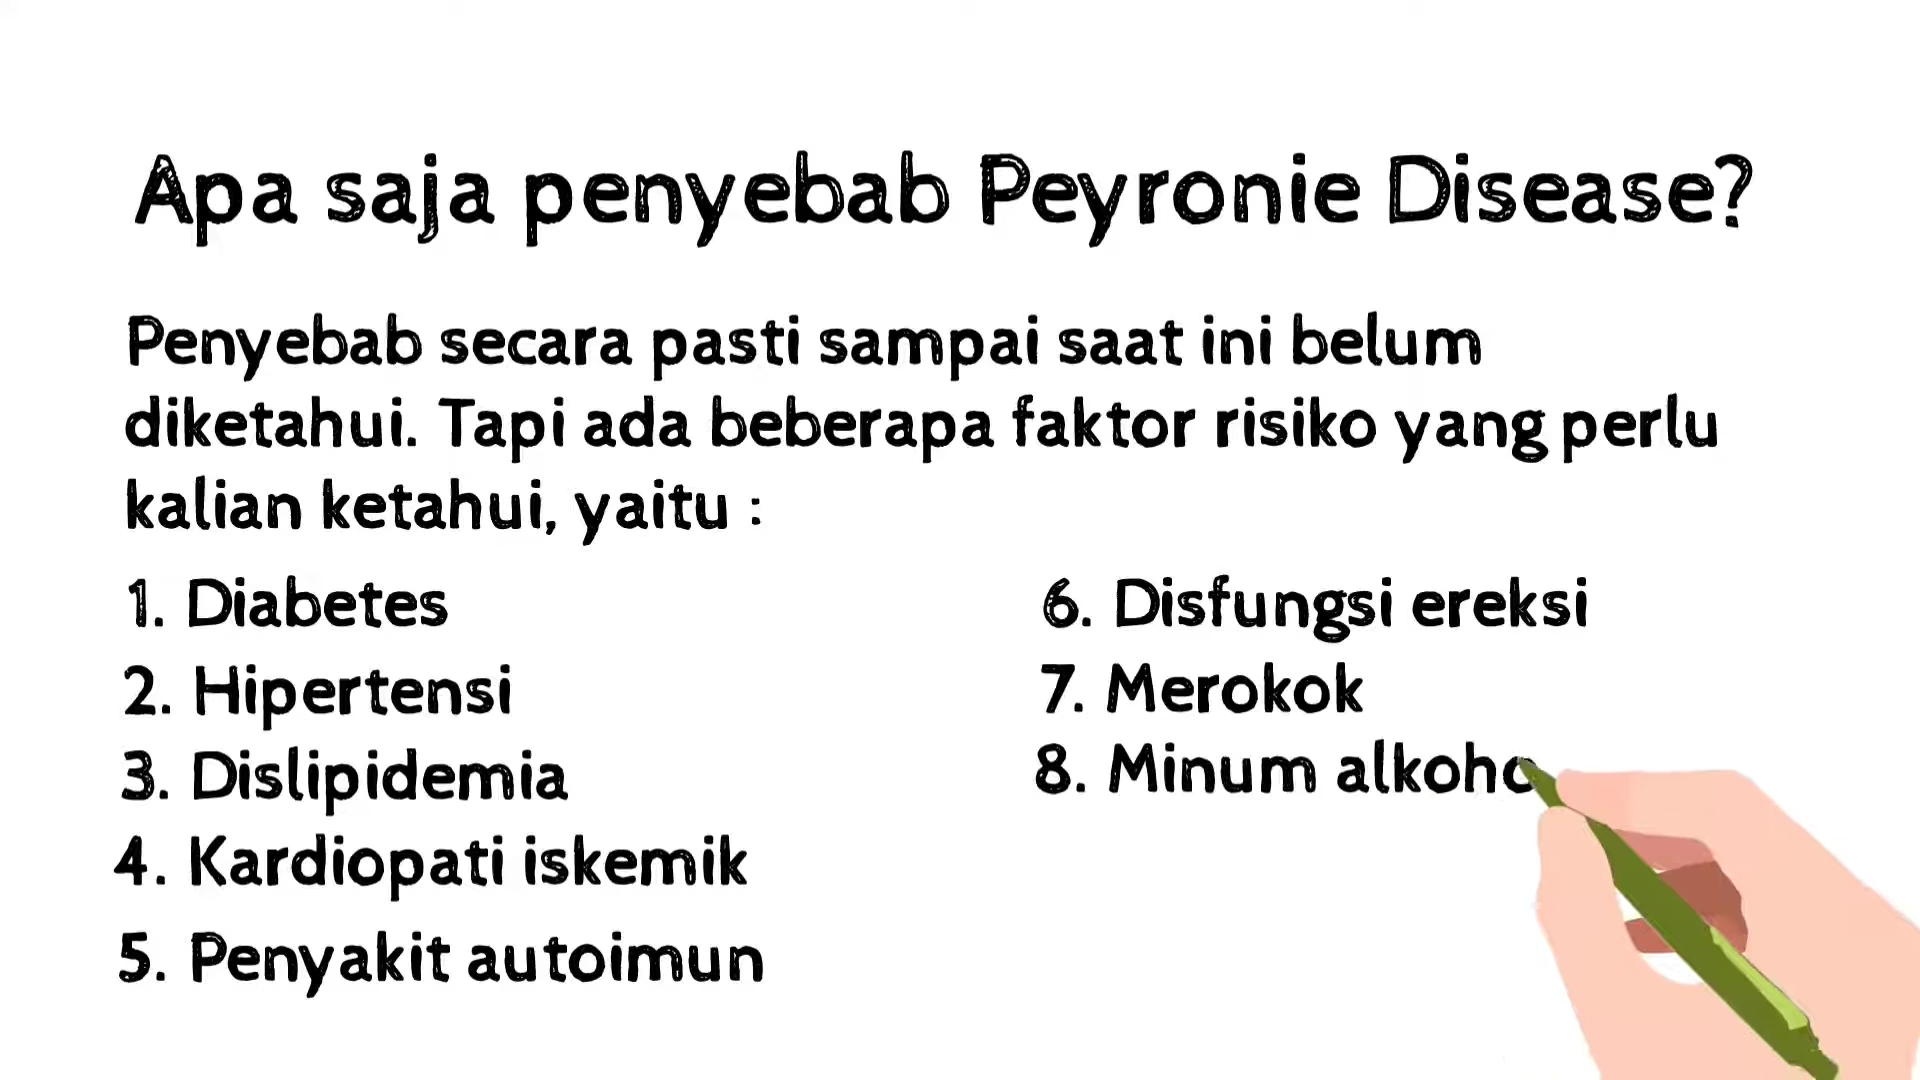 Apa saja penyebab Peyronie Disease?
Penyebab secara pasti sampai saat ini belum
diketahui. Tapi ada beberapa faktor risiko yang perlu
kalian ketahui, yaitu :
1. Diabetes
2. Hipertensi
3. Dislipidemia
4. Kardiopati iskemik
5. Penyakit autoimun
6. Disfungsi ereksi
7. Merokok
8. Minum alkoho